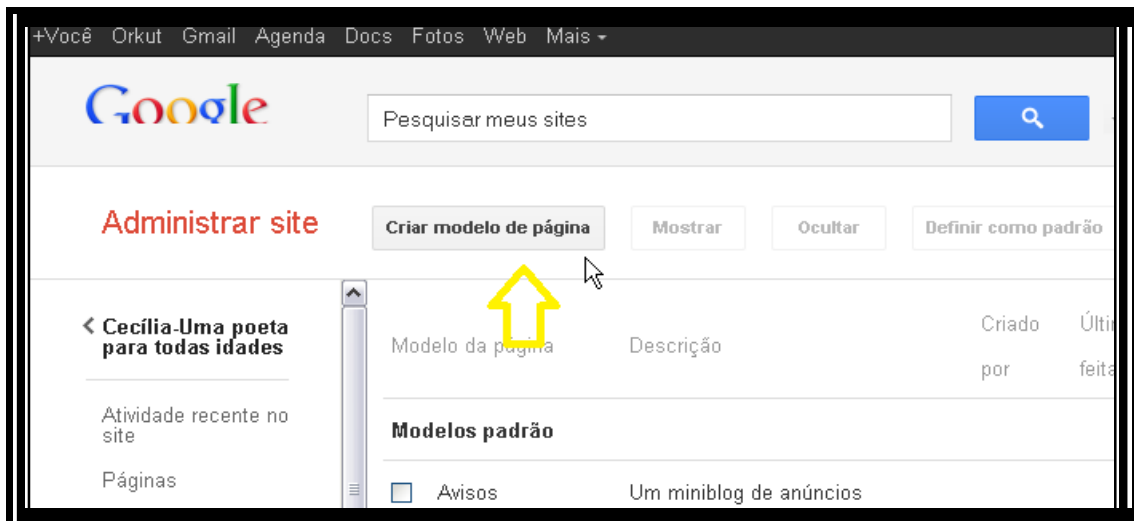 +Você Orkut Gmail Agenda Docs Fotos Web Mais
Google
Pesquisar meus sites
Administrar site
Criar modelo de página Mostrar Ocultar Definir como padrão
Cecília-Uma poeta
para todas idades
Modelo da página Descrição Criado
por feita
Modelos padrão
Atividade recente no
site
Páginas
Avisos Um miniblog de anúncios